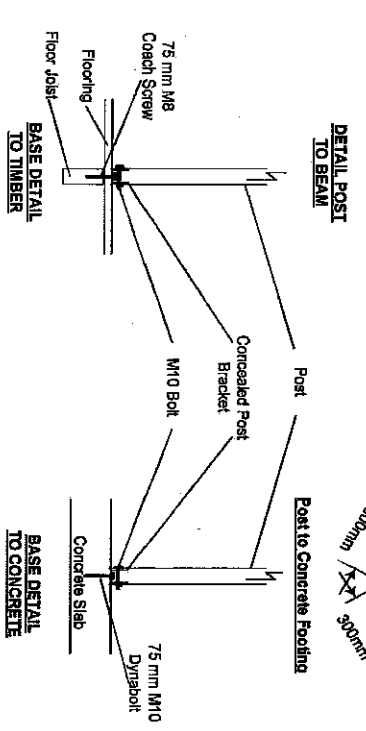 DETAIL POST
TO BEAM
Post to Concrete Footing
300mm
Post
Concealed Post
Bracket
M10 Bolt
75 mm M8
Coach Screw
Flooring
Floor Joist
BASE DETAIL
TO TIMBER
75 mm M10
Dynabolt
Concrete Slab
BASE DETAIL
TO CONCRETE